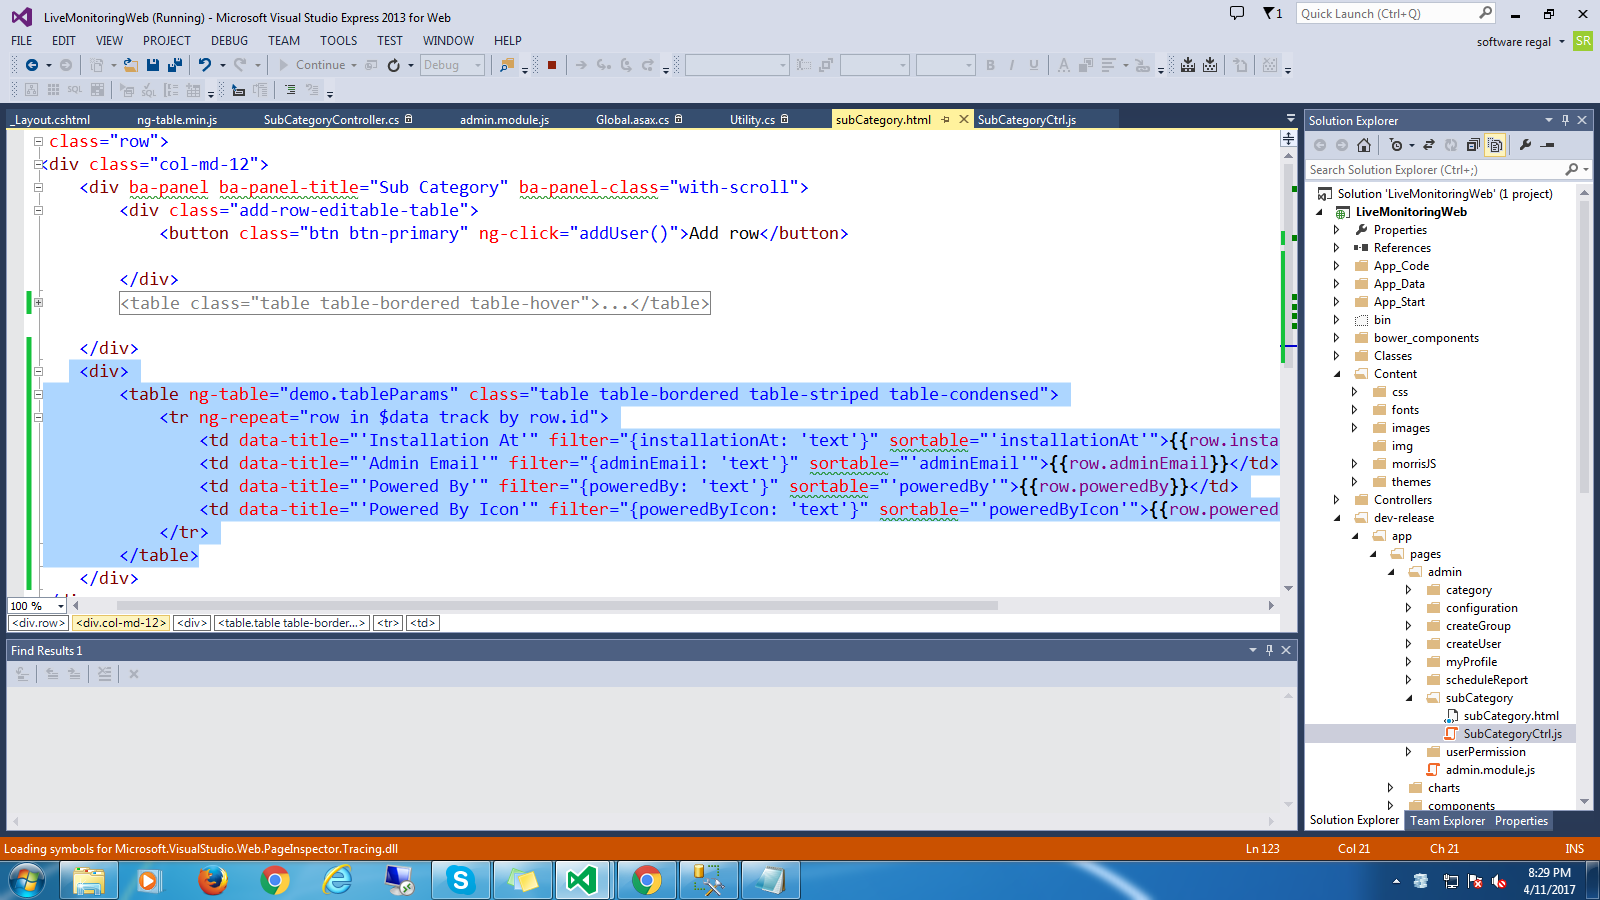 LiveMonitoringWeb (Running) - Microsoft Visual Studio Express 2013 for Web
1
Quick Launch (Ctrl+Q)
FILE EDIT VIEW PROJECT DEBUG TEAM TOOLS TEST WINDOW HELP
software regal
SR
Continue
Debug
B I U A
SQL SQL
_Layout.cshtml ng-table.min.js SubCategoryController.cs admin.module.js Global.asax.cs Utility.cs subCategory.html SubCategoryCtrl.js
class="row">
<div class="col-md-12">
<div ba-panel ba-panel-title="Sub Category" ba-panel-class="with-scroll">
<div class="add-row-editable-table">
<button class="btn btn-primary" ng-click="addUser()">Add row</button>
</div>
<table class="table table-bordered table-hover">...</table>
</div>
<div>
<table ng-table="demo.tableParams" class="table table-bordered table-striped table-condensed">
<tr ng-repeat="row in $data track by row.id">
<td data-title="'Installation At'" filter="{installationAt: 'text'}" sortable="'installationAt'">{{row.insta
<td data-title="'Admin Email'" filter="{adminEmail: 'text'}" sortable="'adminEmail'">{{row.adminEmail}}</td>
<td data-title="'Powered By'" filter="{poweredBy: 'text'}" sortable="'poweredBy'">{{row.poweredBy}}</td>
<td data-title="'Powered By Icon'" filter="{poweredByIcon: 'text'}" sortable="'poweredByIcon'">{{row.powered
</tr>
</table>
</div>
100 %
<div.row> <div.col-md-12> <div> <table.table table-border...> <tr> <td>
Find Results 1
Solution Explorer
Search Solution Explorer (Ctrl+;)
Solution 'LiveMonitoringWeb' (1 project)
LiveMonitoringWeb
Properties
References
App_Code
App_Data
App_Start
bin
bower_components
Classes
Content
css
fonts
images
img
morrisJS
themes
Controllers
dev-release
app
pages
admin
category
configuration
createGroup
createUser
myProfile
scheduleReport
subCategory
subCategory.html
SubCategoryCtrl.js
userPermission
admin.module.js
charts
components
Solution Explorer Team Explorer Properties
Loading symbols for Microsoft.VisualStudio.Web.PageInspector.Tracing.dll
Ln 123 Col 21 Ch 21 INS
8:29 PM
4/11/2017